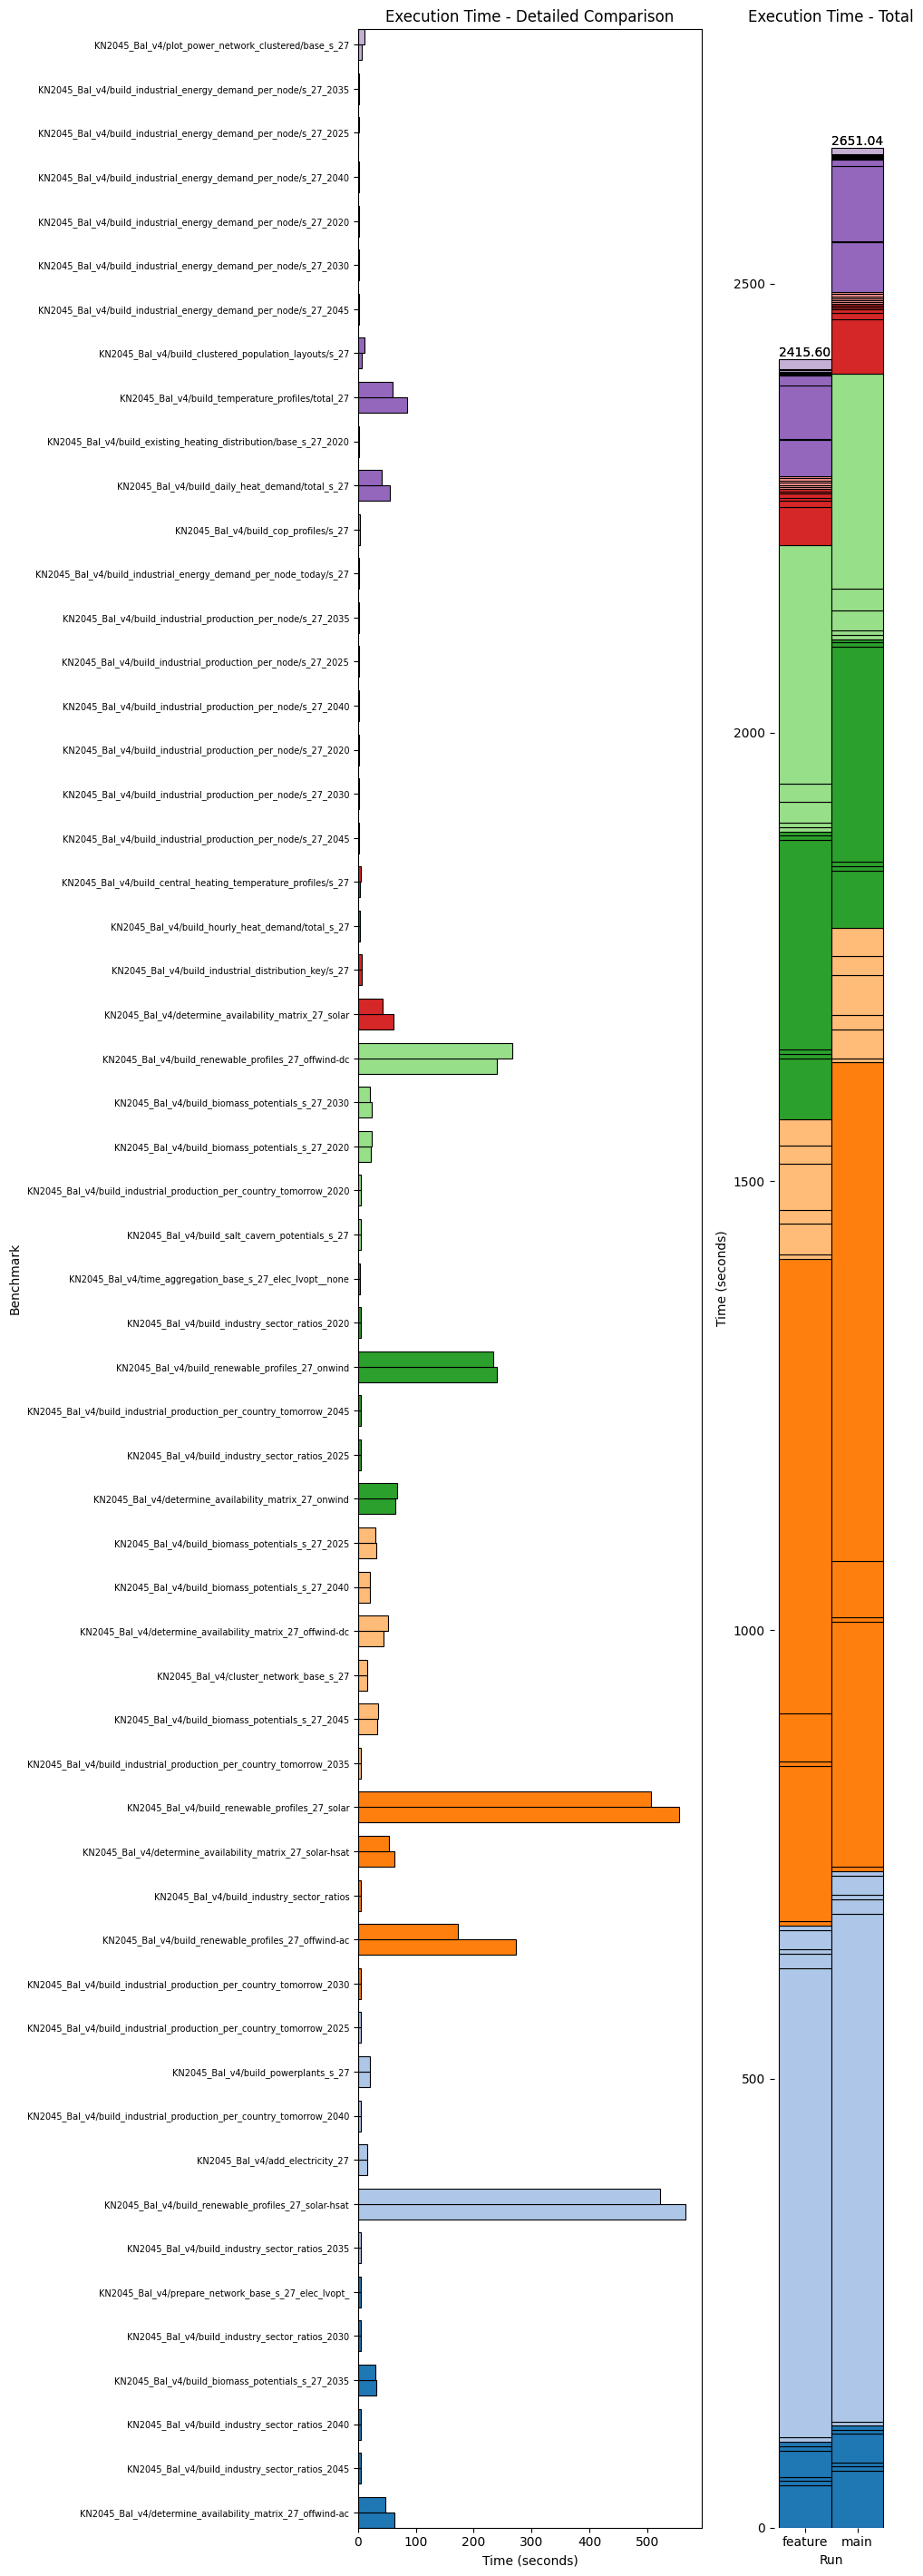 Execution Time - Detailed Comparison
Execution Time - Total
KN2045_Bal_v4/plot_power_network_clustered/base_s_27
KN2045_Bal_v4/build_industrial_energy_demand_per_node/s_27_2035
KN2045_Bal_v4/build_industrial_energy_demand_per_node/s_27_2025
KN2045_Bal_v4/build_industrial_energy_demand_per_node/s_27_2040
KN2045_Bal_v4/build_industrial_energy_demand_per_node/s_27_2020
KN2045_Bal_v4/build_industrial_energy_demand_per_node/s_27_2030
KN2045_Bal_v4/build_industrial_energy_demand_per_node/s_27_2045
KN2045_Bal_v4/build_clustered_population_layouts/s_27
KN2045_Bal_v4/build_temperature_profiles/total_27
KN2045_Bal_v4/build_existing_heating_distribution/base_s_27_2020
KN2045_Bal_v4/build_daily_heat_demand/total_s_27
KN2045_Bal_v4/build_cop_profiles/s_27
KN2045_Bal_v4/build_industrial_energy_demand_per_node_today/s_27
KN2045_Bal_v4/build_industrial_production_per_node/s_27_2035
KN2045_Bal_v4/build_industrial_production_per_node/s_27_2025
KN2045_Bal_v4/build_industrial_production_per_node/s_27_2040
KN2045_Bal_v4/build_industrial_production_per_node/s_27_2020
KN2045_Bal_v4/build_industrial_production_per_node/s_27_2030
KN2045_Bal_v4/build_industrial_production_per_node/s_27_2045
KN2045_Bal_v4/build_central_heating_temperature_profiles/s_27
KN2045_Bal_v4/build_hourly_heat_demand/total_s_27
KN2045_Bal_v4/build_industrial_distribution_key/s_27
KN2045_Bal_v4/determine_availability_matrix_27_solar
KN2045_Bal_v4/build_renewable_profiles_27_offwind-dc
KN2045_Bal_v4/build_biomass_potentials_s_27_2030
KN2045_Bal_v4/build_biomass_potentials_s_27_2020
KN2045_Bal_v4/build_industrial_production_per_country_tomorrow_2020
KN2045_Bal_v4/build_salt_cavern_potentials_s_27
KN2045_Bal_v4/time_aggregation_base_s_27_elec_lvopt__none
KN2045_Bal_v4/build_industry_sector_ratios_2020
KN2045_Bal_v4/build_renewable_profiles_27_onwind
KN2045_Bal_v4/build_industrial_production_per_country_tomorrow_2045
KN2045_Bal_v4/build_industry_sector_ratios_2025
KN2045_Bal_v4/determine_availability_matrix_27_onwind
KN2045_Bal_v4/build_biomass_potentials_s_27_2025
KN2045_Bal_v4/build_biomass_potentials_s_27_2040
KN2045_Bal_v4/determine_availability_matrix_27_offwind-dc
KN2045_Bal_v4/cluster_network_base_s_27
KN2045_Bal_v4/build_biomass_potentials_s_27_2045
KN2045_Bal_v4/build_industrial_production_per_country_tomorrow_2035
KN2045_Bal_v4/build_renewable_profiles_27_solar
KN2045_Bal_v4/determine_availability_matrix_27_solar-hsat
KN2045_Bal_v4/build_industry_sector_ratios
KN2045_Bal_v4/build_renewable_profiles_27_offwind-ac
KN2045_Bal_v4/build_industrial_production_per_country_tomorrow_2030
KN2045_Bal_v4/build_industrial_production_per_country_tomorrow_2025
KN2045_Bal_v4/build_powerplants_s_27
KN2045_Bal_v4/build_industrial_production_per_country_tomorrow_2040
KN2045_Bal_v4/add_electricity_27
KN2045_Bal_v4/build_renewable_profiles_27_solar-hsat
KN2045_Bal_v4/build_industry_sector_ratios_2035
KN2045_Bal_v4/prepare_network_base_s_27_elec_lvopt_
KN2045_Bal_v4/build_industry_sector_ratios_2030
KN2045_Bal_v4/build_biomass_potentials_s_27_2035
KN2045_Bal_v4/build_industry_sector_ratios_2040
KN2045_Bal_v4/build_industry_sector_ratios_2045
KN2045_Bal_v4/determine_availability_matrix_27_offwind-ac
Benchmark
0 100 200 300 400 500
Time (seconds)
2651.04
2415.60
2500
2000
1500
1000
500
0
Time (seconds)
feature main
Run